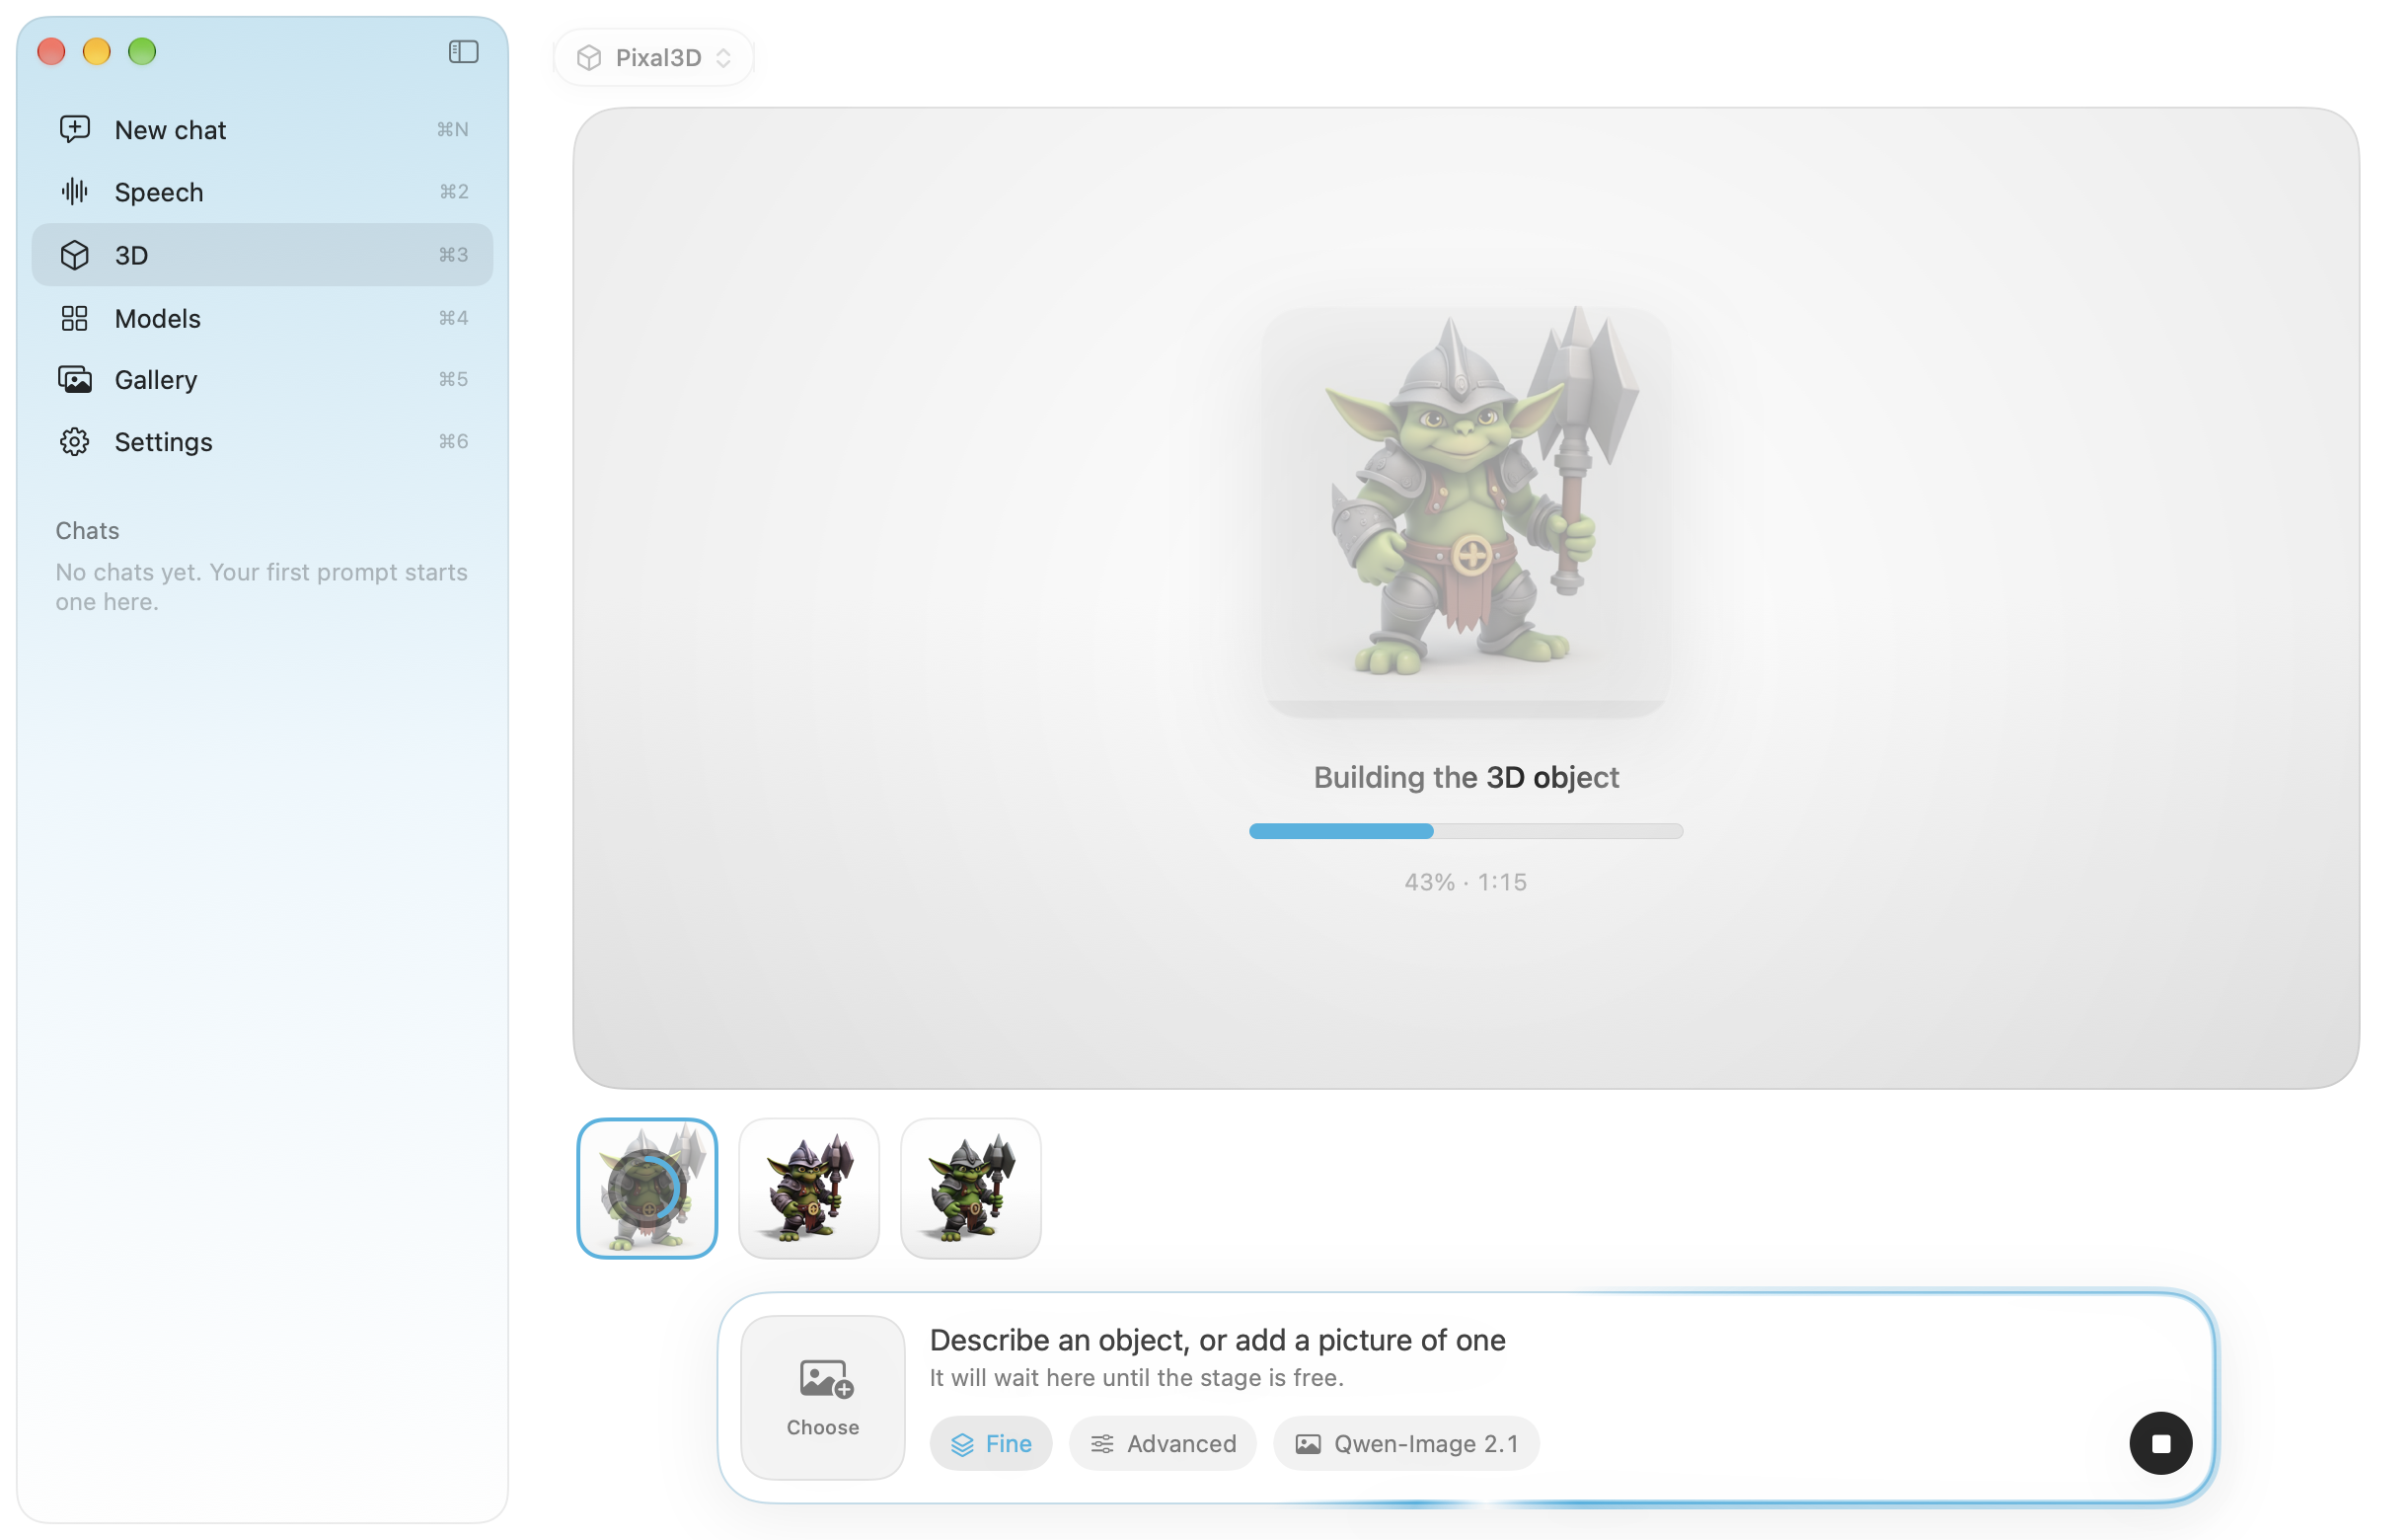 Pixal3D
New chat ⌘N
Speech ⌘2
3D ⌘3
Models ⌘4
Gallery ⌘5
Settings ⌘6
Chats
No chats yet. Your first prompt starts
one here.
Building the 3D object
43% · 1:15
Describe an object, or add a picture of one
It will wait here until the stage is free.
Choose
Fine
Advanced
Qwen-Image 2.1